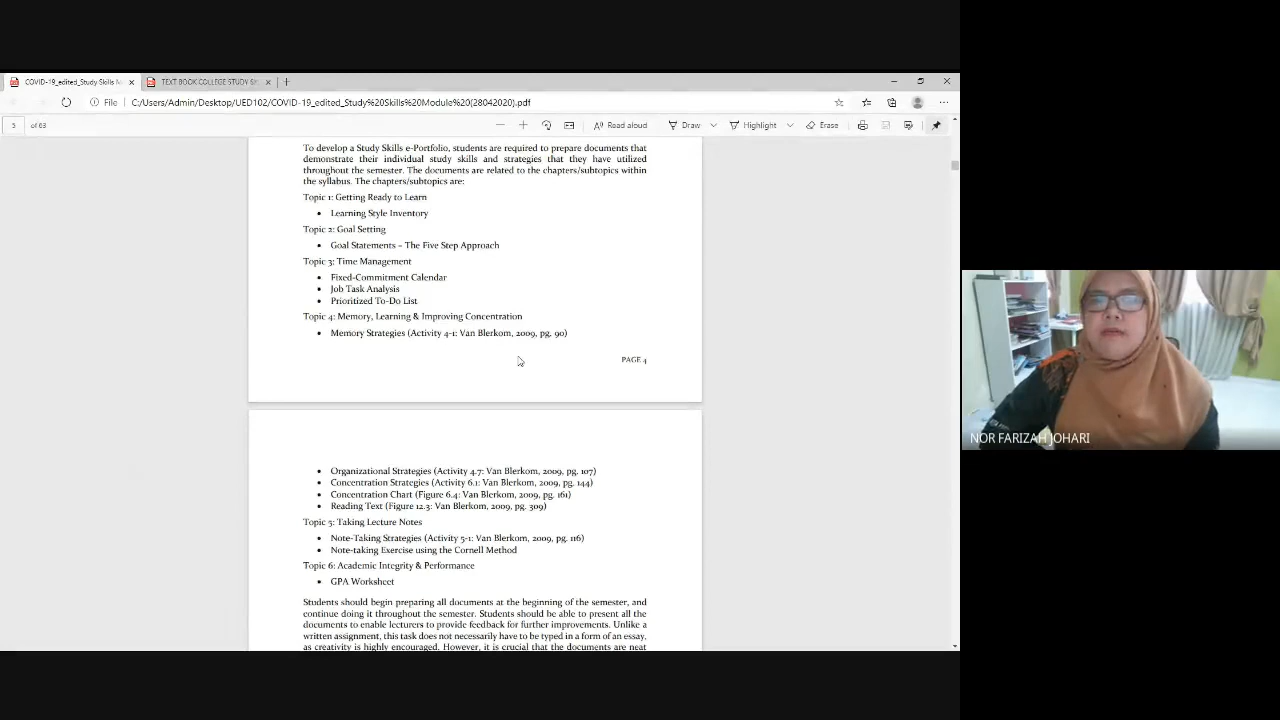 COVID-19_edited_Study Skills M
TEXT BOOK COLLEGE STUDY SK
File
C:/Users/Admin/Desktop/UED102/COVID-19_edited_Study%20Skills%20Module%20(28042020).pdf
5 of 63
Read aloud
Draw
Highlight
Erase
To develop a Study Skills e-Portfolio, students are required to prepare documents that
demonstrate their individual study skills and strategies that they have utilized
throughout the semester. The documents are related to the chapters/subtopics within
the syllabus. The chapters/subtopics are:
Topic 1: Getting Ready to Learn
• Learning Style Inventory
Topic 2: Goal Setting
• Goal Statements – The Five Step Approach
Topic 3: Time Management
• Fixed-Commitment Calendar
• Job Task Analysis
• Prioritized To-Do List
Topic 4: Memory, Learning & Improving Concentration
• Memory Strategies (Activity 4-1: Van Blerkom, 2009, pg. 90)
PAGE 4
• Organizational Strategies (Activity 4.7: Van Blerkom, 2009, pg. 107)
• Concentration Strategies (Activity 6.1: Van Blerkom, 2009, pg. 144)
• Concentration Chart (Figure 6.4: Van Blerkom, 2009, pg. 161)
• Reading Text (Figure 12.3: Van Blerkom, 2009, pg. 309)
Topic 5: Taking Lecture Notes
• Note-Taking Strategies (Activity 5-1: Van Blerkom, 2009, pg. 116)
• Note-taking Exercise using the Cornell Method
Topic 6: Academic Integrity & Performance
• GPA Worksheet
Students should begin preparing all documents at the beginning of the semester, and
continue doing it throughout the semester. Students should be able to present all the
documents to enable lecturers to provide feedback for further improvements. Unlike a
written assignment, this task does not necessarily have to be typed in a form of an essay,
as creativity is highly encouraged. However, it is crucial that the documents are neat
NOR FARIZAH JOHARI